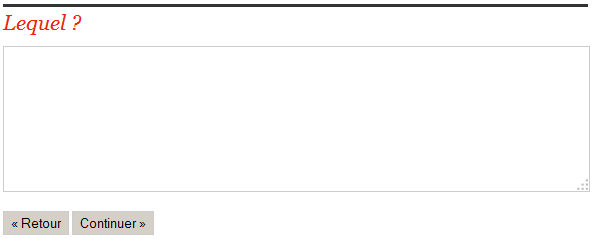 Lequel ?
« Retour Continuer »